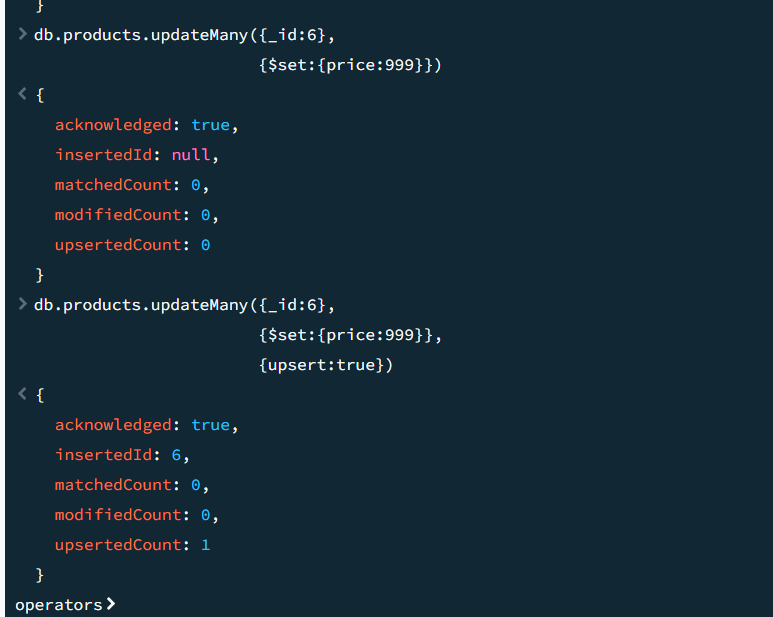 }
> db.products.updateMany({_id:6},
{$set:{price:999}})
< {
acknowledged: true,
insertedId: null,
matchedCount: 0,
modifiedCount: 0,
upsertedCount: 0
}
> db.products.updateMany({_id:6},
{$set:{price:999}},
{upsert:true})
< {
acknowledged: true,
insertedId: 6,
matchedCount: 0,
modifiedCount: 0,
upsertedCount: 1
}
operators>